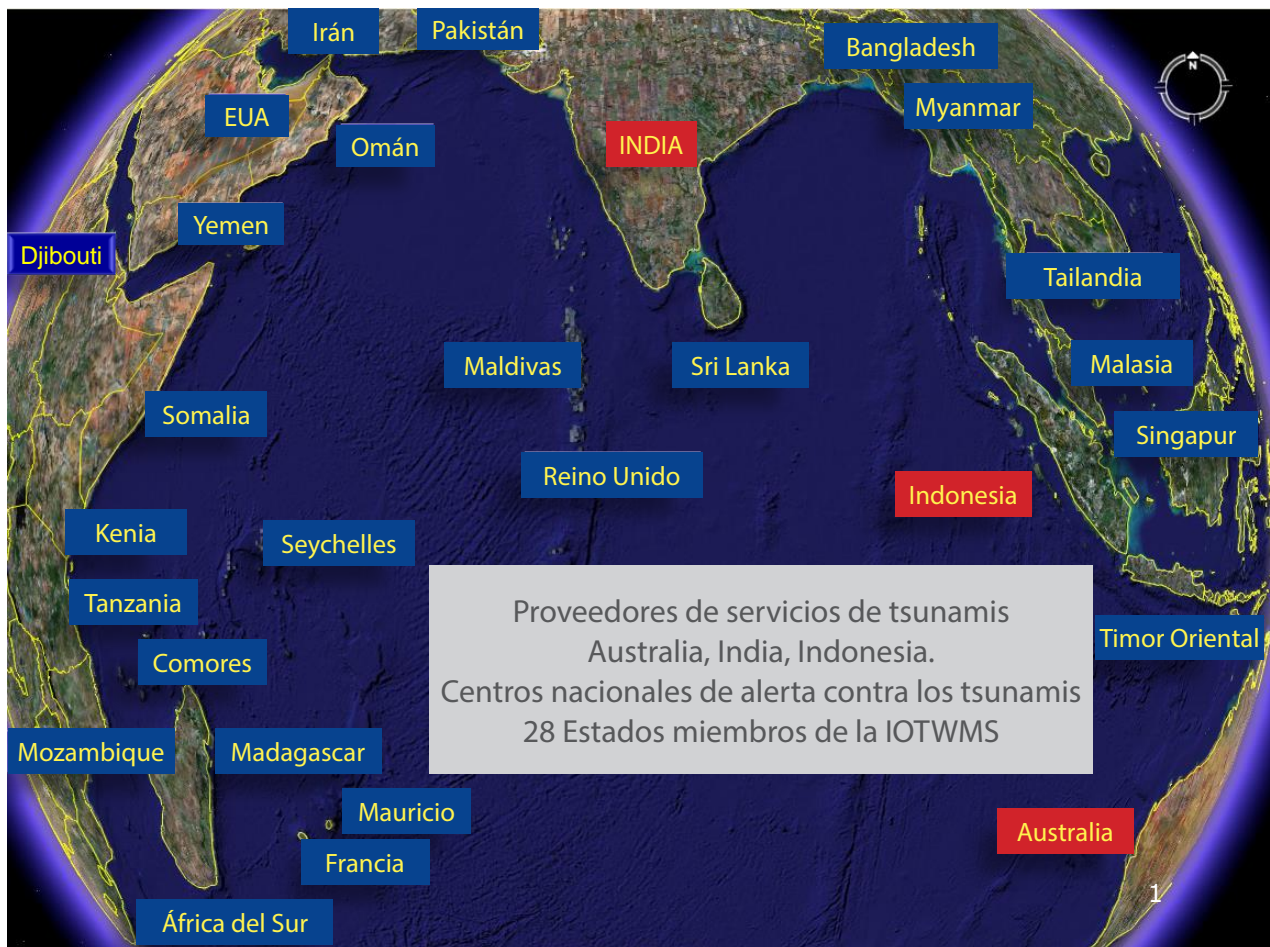 Irán
Pakistán
Bangladesh
N
EUA
Myanmar
Omán
INDIA
Yemen
Djibouti
Tailandia
Maldivas
Sri Lanka
Malasia
Somalia
Singapur
Reino Unido
Indonesia
Kenia
Seychelles
Tanzania
Proveedores de servicios de tsunamis
Australia, India, Indonesia.
Centros nacionales de alerta contra los tsunamis
28 Estados miembros de la IOTWMS
Timor Oriental
Comores
Mozambique
Madagascar
Mauricio
Australia
Francia
1
África del Sur